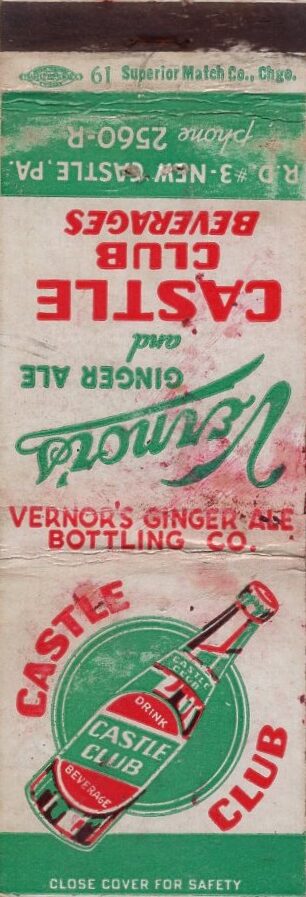 61 Superior Match Co., Chgo.
phone 2560-R
R.D. #3-NEW CASTLE, PA.
BEVERAGES
CLUB
CASTLE
and
GINGER ALE
Vernor's
VERNOR'S GINGER ALE
BOTTLING CO.
CASTLE
CLUB
CASTLE
CLUB
DRINK
CASTLE
CLUB
BEVERAGE
CLOSE COVER FOR SAFETY